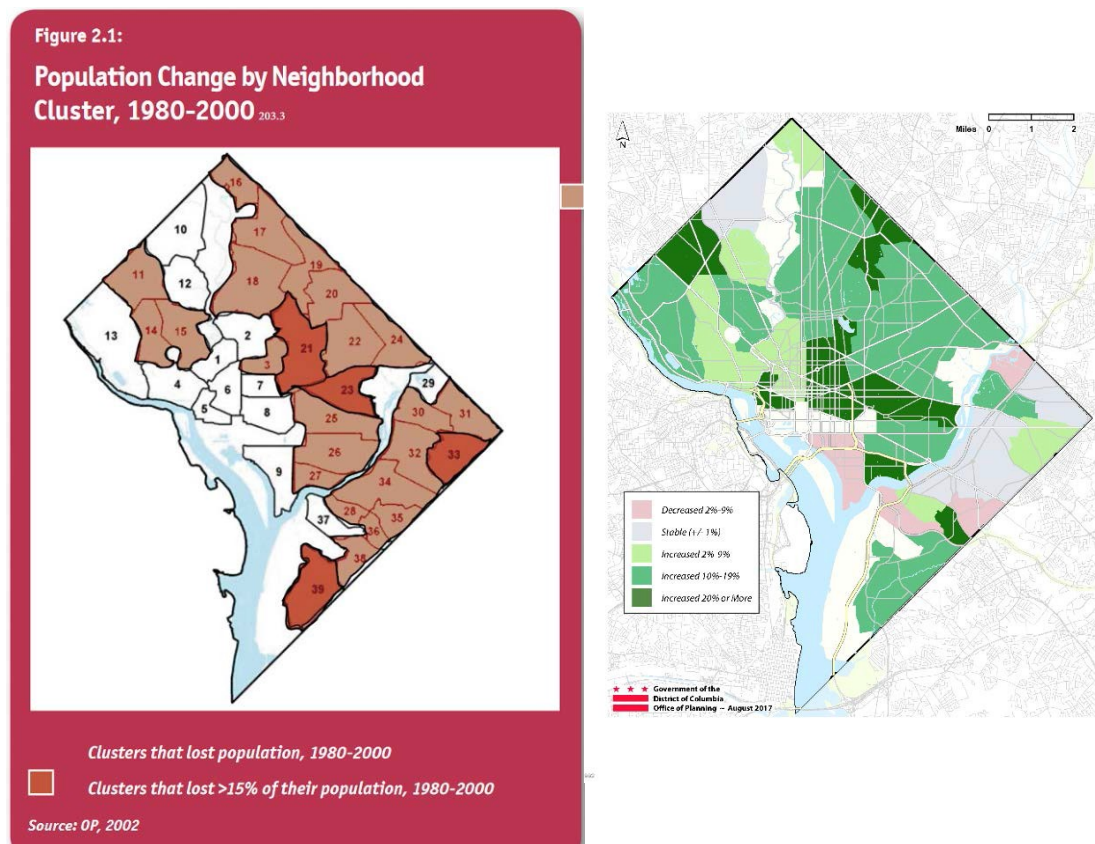 Figure 2.1:
Population Change by Neighborhood
Cluster, 1980-2000 203.3
16
10
17
11
12
19
18
20
13
14
15
2
21
22
24
1
3
4
6
7
23
29
5
8
25
30
31
9
26
32
33
27
34
37
28
35
36
38
39
Clusters that lost population, 1980-2000
Clusters that lost >15% of their population, 1980-2000
Source: OP, 2002
N
Miles 0 1 2
Decreased 2%-9%
Stable (+/- 1%)
Increased 2%-9%
Increased 10%-19%
Increased 20% or More
Government of the
District of Columbia
Office of Planning ~ August 2017